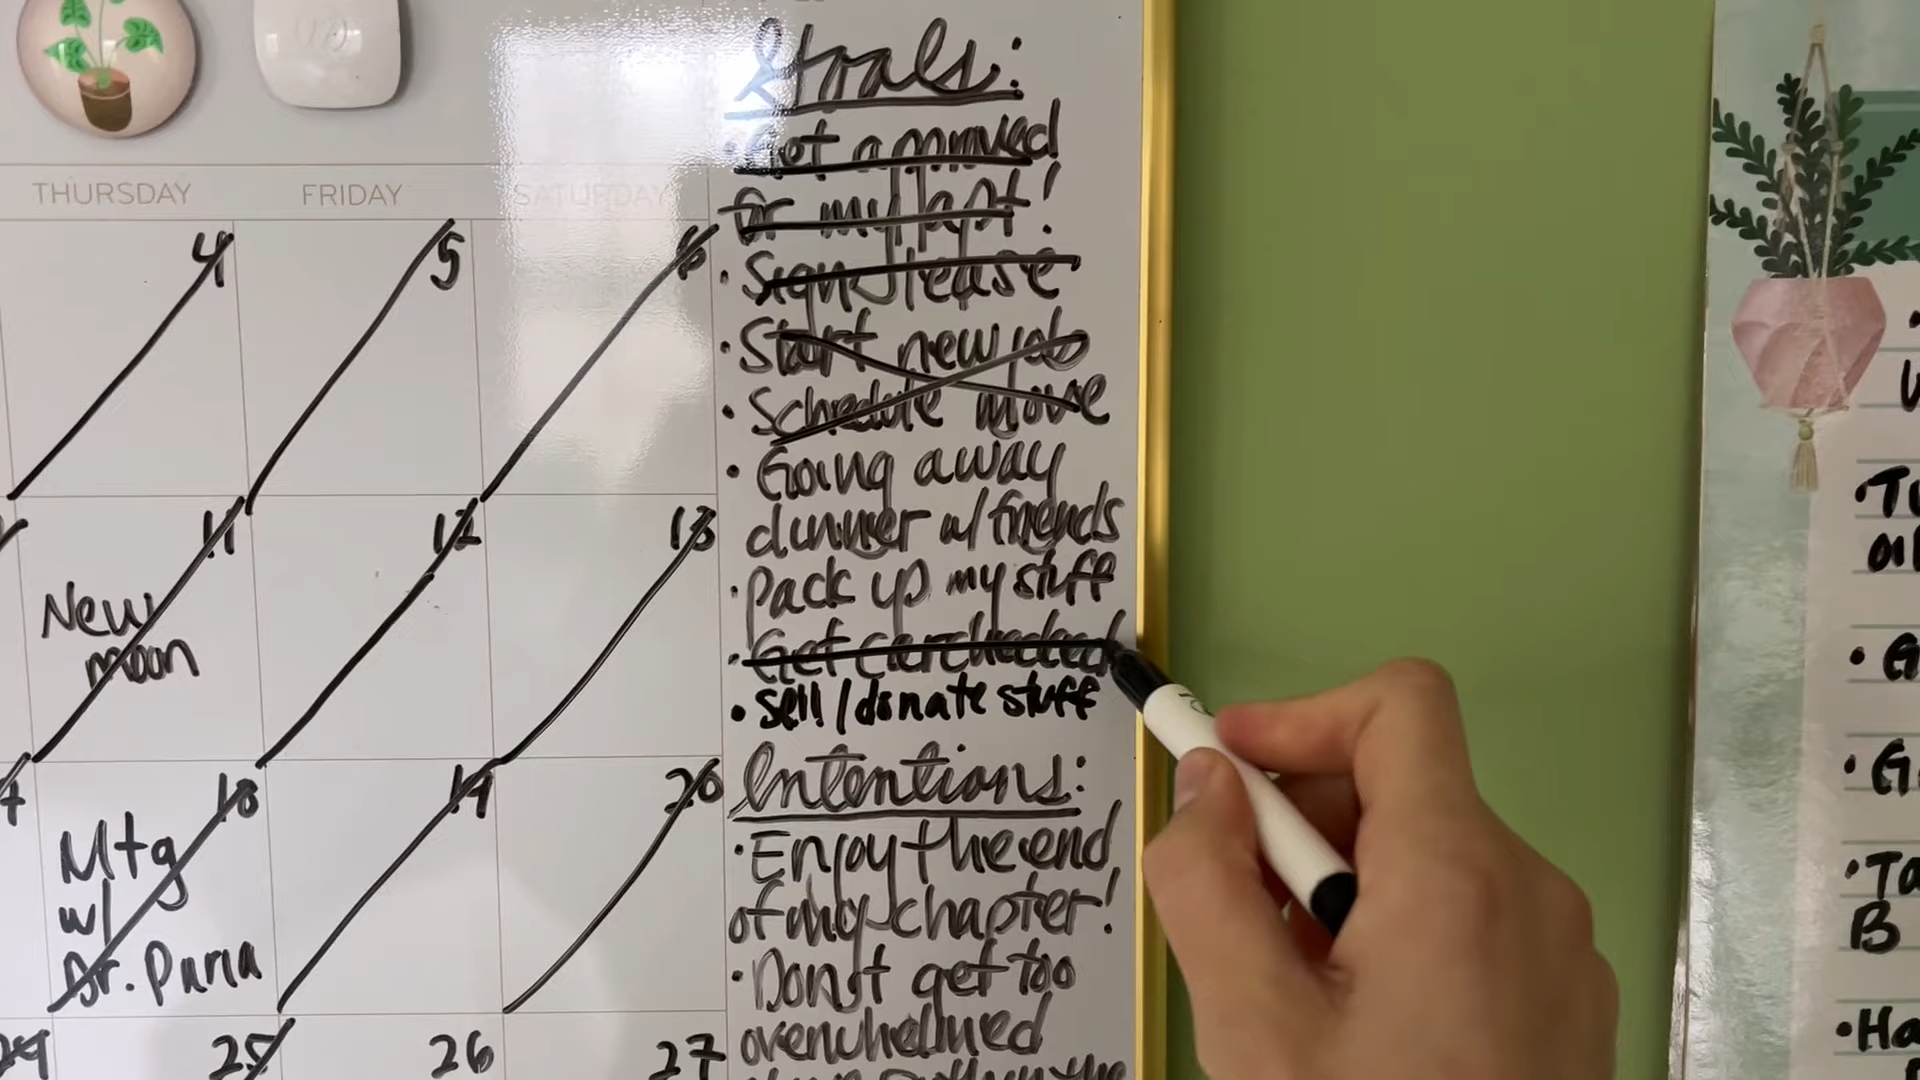 Goals:
THURSDAY FRIDAY SATURDAY
4 5 6
11 12 13
New
moon
18 19 20
Mtg
w/
Dr.
24 25 26 27
• Get approved
for my apt!
• Sign lease
• Start new job
• Schedule move
• Going away
dinner w/ friends
• Pack up my stuff
• Get car checked
• sell/donate stuff
Intentions:
• Enjoy the end
of my chapter!
• Don't get too
overwhelmed